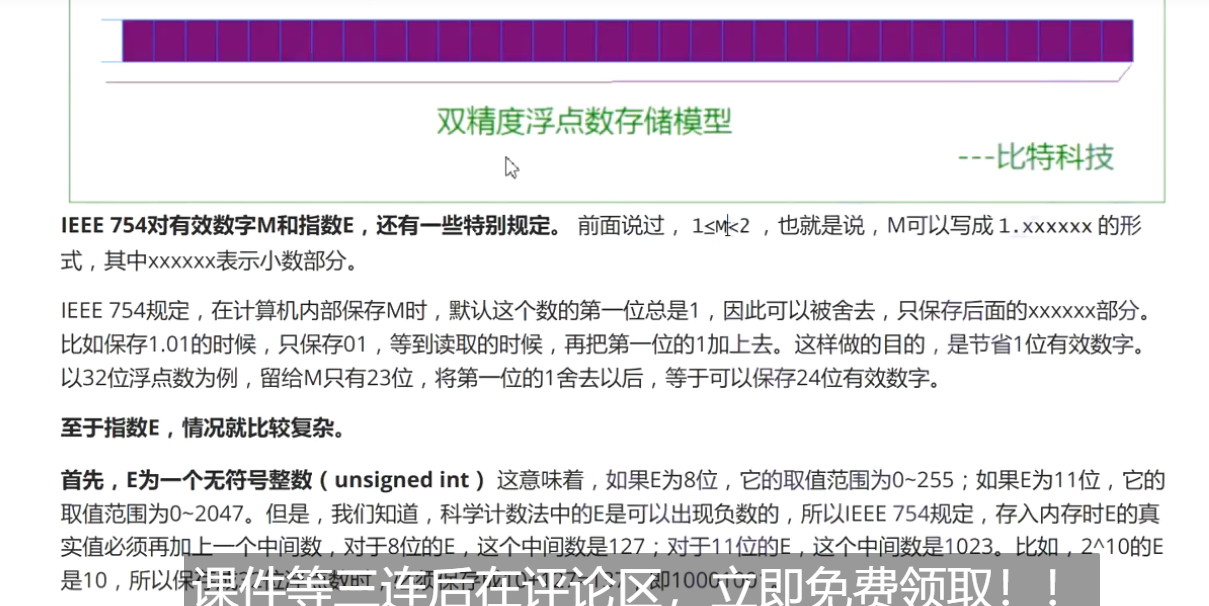 双精度浮点数存储模型
---比特科技
IEEE 754对有效数字M和指数E，还有一些特别规定。 前面说过， 1≤M<2 ，也就是说，M可以写成 1.xxxxxx 的形
式，其中xxxxxx表示小数部分。
IEEE 754规定，在计算机内部保存M时，默认这个数的第一位总是1，因此可以被舍去，只保存后面的xxxxxx部分。
比如保存1.01的时候，只保存01，等到读取的时候，再把第一位的1加上去。这样做的目的，是节省1位有效数字。
以32位浮点数为例，留给M只有23位，将第一位的1舍去以后，等于可以保存24位有效数字。
至于指数E，情况就比较复杂。
首先，E为一个无符号整数（unsigned int） 这意味着，如果E为8位，它的取值范围为0~255；如果E为11位，它的
取值范围为0~2047。但是，我们知道，科学计数法中的E是可以出现负数的，所以IEEE 754规定，存入内存时E的真
实值必须再加上一个中间数，对于8位的E，这个中间数是127；对于11位的E，这个中间数是1023。比如，2^10的E
是10，所以保
课件等三连后在评论区，立即免费领取！！